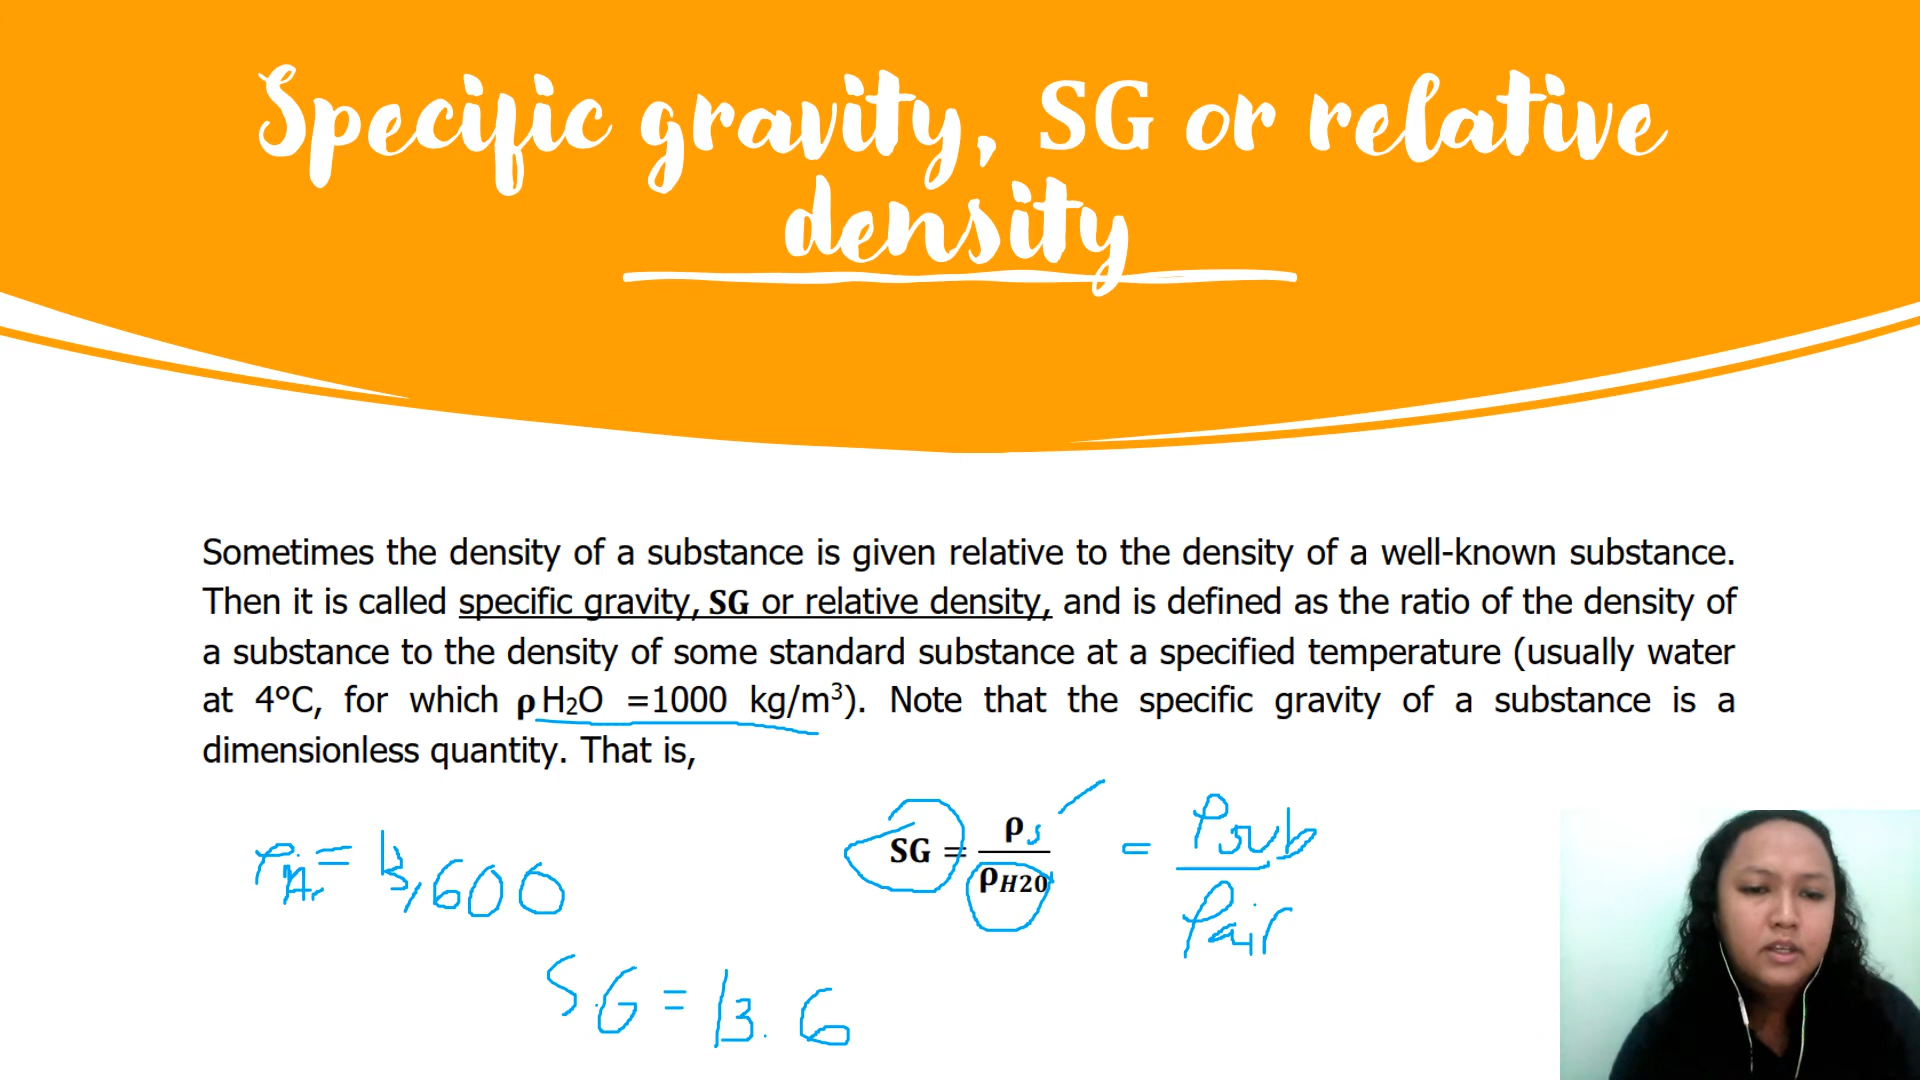 Specific gravity, SG or relative
density
Sometimes the density of a substance is given relative to the density of a well-known substance.
Then it is called specific gravity, SG or relative density, and is defined as the ratio of the density of
a substance to the density of some standard substance at a specified temperature (usually water
at 4°C, for which ρ H₂O =1000 kg/m³). Note that the specific gravity of a substance is a
dimensionless quantity. That is,
SG = ρs / ρH20 = ρsub / ρair
= 13,600
SG = 13.6